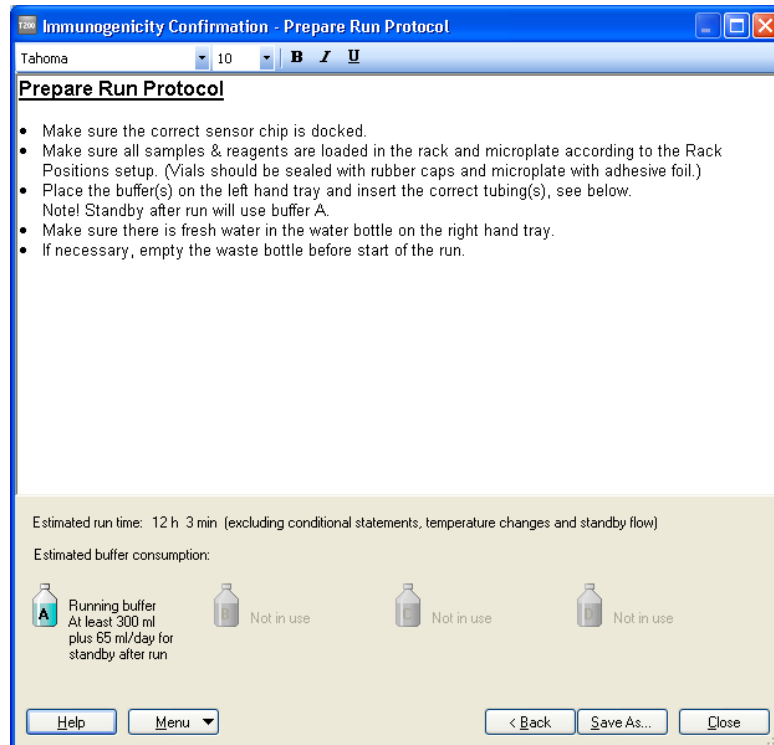 T200 Immunogenicity Confirmation - Prepare Run Protocol
Tahoma 10 B I U
Prepare Run Protocol
• Make sure the correct sensor chip is docked.
• Make sure all samples & reagents are loaded in the rack and microplate according to the Rack
Positions setup. (Vials should be sealed with rubber caps and microplate with adhesive foil.)
• Place the buffer(s) on the left hand tray and insert the correct tubing(s), see below.
Note! Standby after run will use buffer A.
• Make sure there is fresh water in the water bottle on the right hand tray.
• If necessary, empty the waste bottle before start of the run.
Estimated run time: 12 h 3 min (excluding conditional statements, temperature changes and standby flow)
Estimated buffer consumption:
A
Running buffer
At least 300 ml
plus 65 ml/day for
standby after run
B Not in use
C Not in use
D Not in use
Help Menu < Back Save As... Close